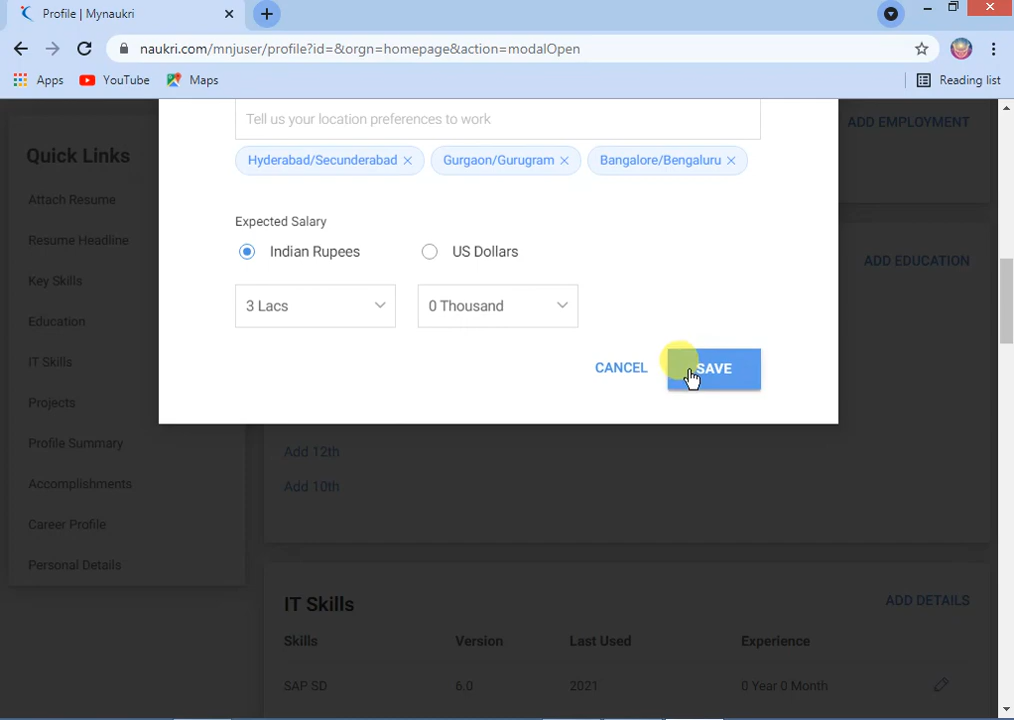 Profile | Mynaukri
naukri.com/mnjuser/profile?id=&orgn=homepage&action=modalOpen
Apps YouTube Maps Reading list
Tell us your location preferences to work
Hyderabad/Secunderabad Gurgaon/Gurugram Bangalore/Bengaluru
Expected Salary
Indian Rupees US Dollars
3 Lacs 0 Thousand
CANCEL SAVE
Quick Links
Attach Resume
Resume Headline
Key Skills
Education
IT Skills
Projects
Profile Summary
Accomplishments
Career Profile
Personal Details
ADD EMPLOYMENT
ADD EDUCATION
Add 12th
Add 10th
IT Skills ADD DETAILS
Skills Version Last Used Experience
SAP SD 6.0 2021 0 Year 0 Month